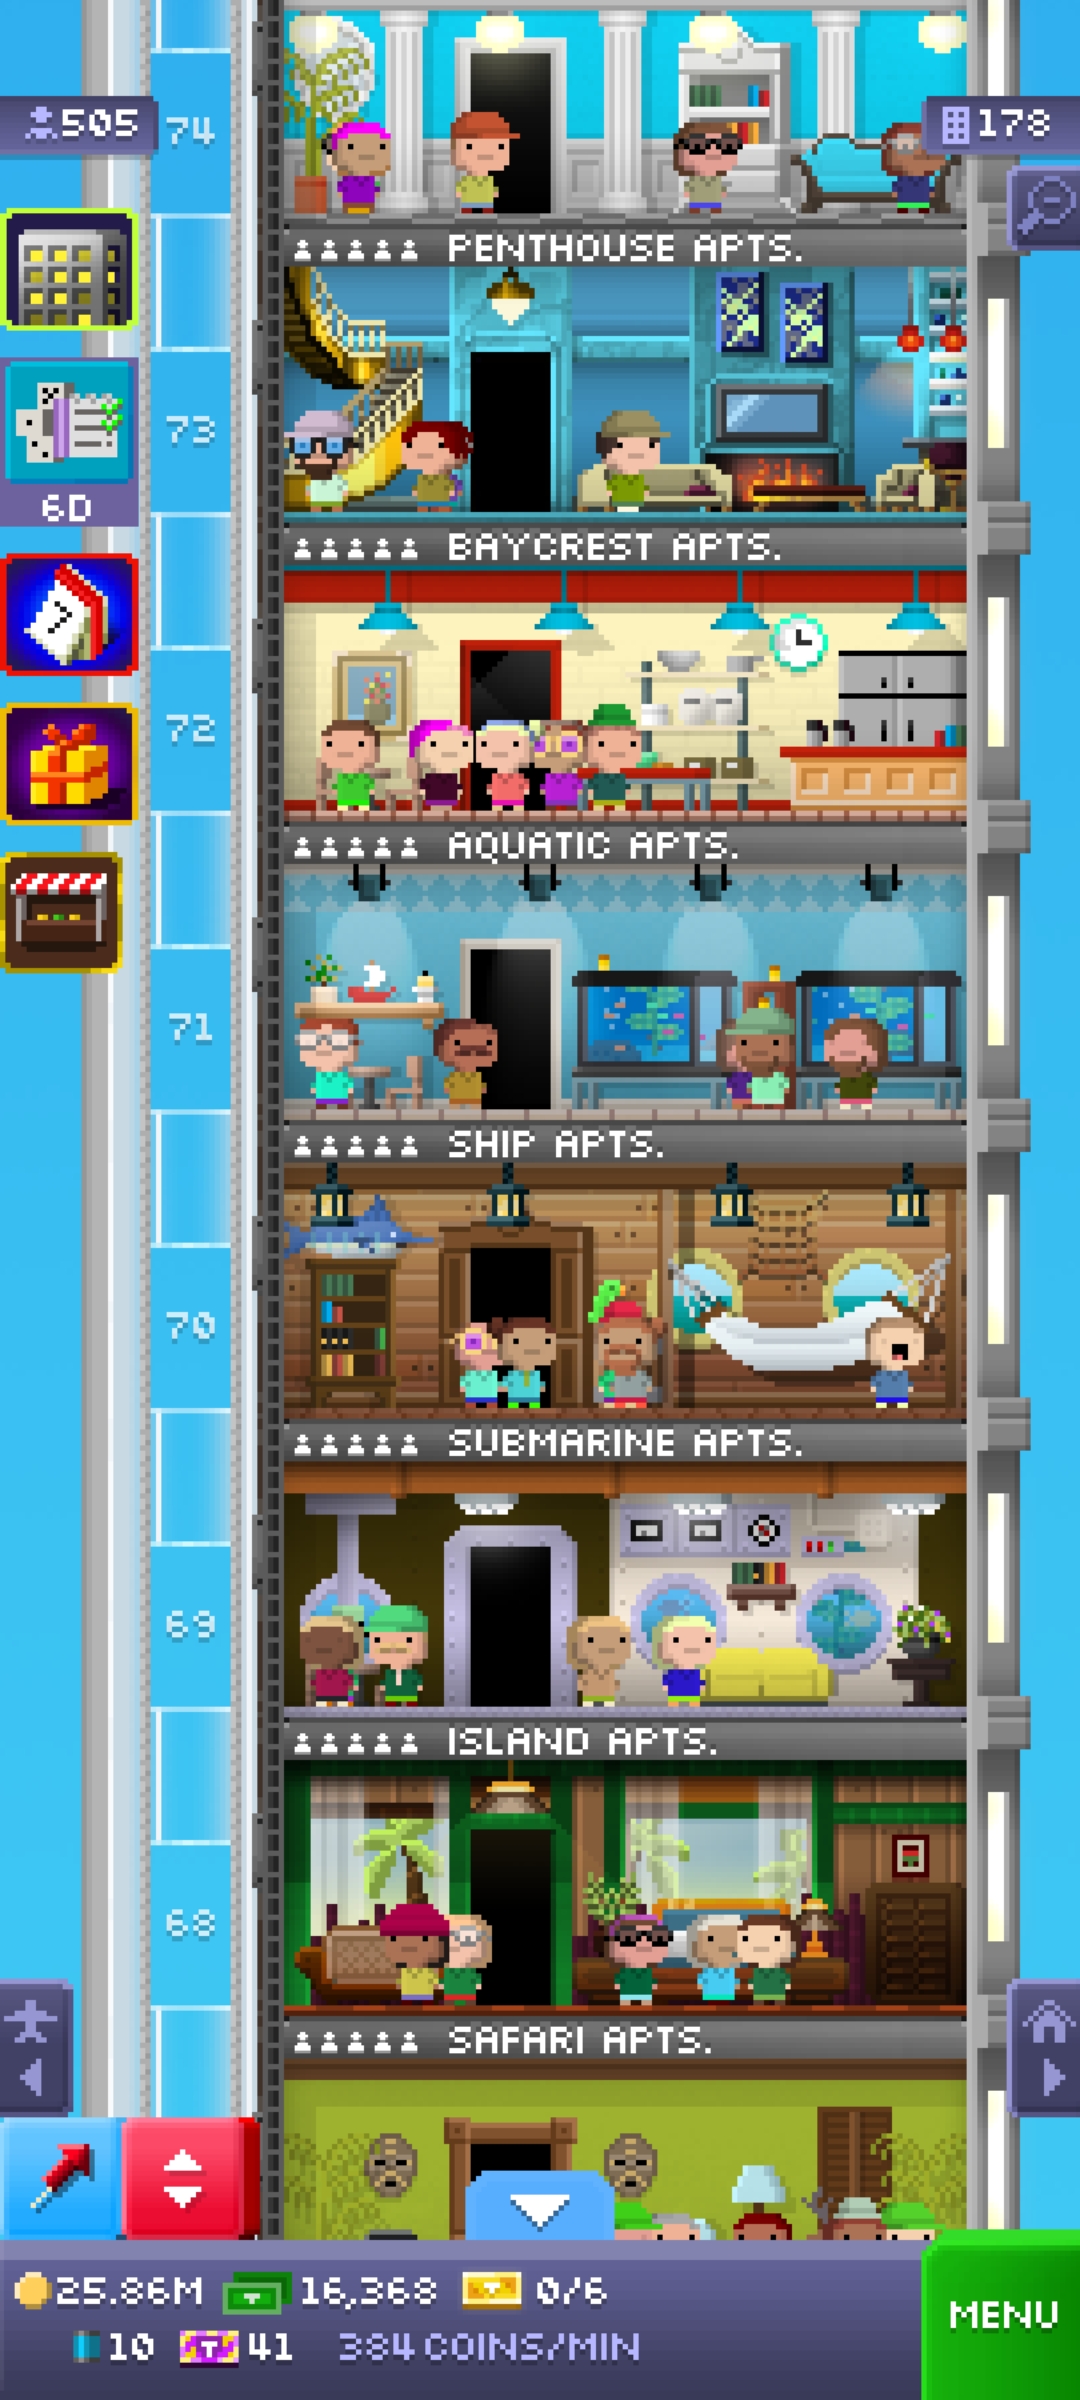 505
74
178
PENTHOUSE APTS.
6D
73
BAYCREST APTS.
7
72
AQUATIC APTS.
71
SHIP APTS.
70
SUBMARINE APTS.
69
ISLAND APTS.
68
SAFARI APTS.
25.86M 16,368 0/6
MENU
10 T 41 384 COINS/MIN